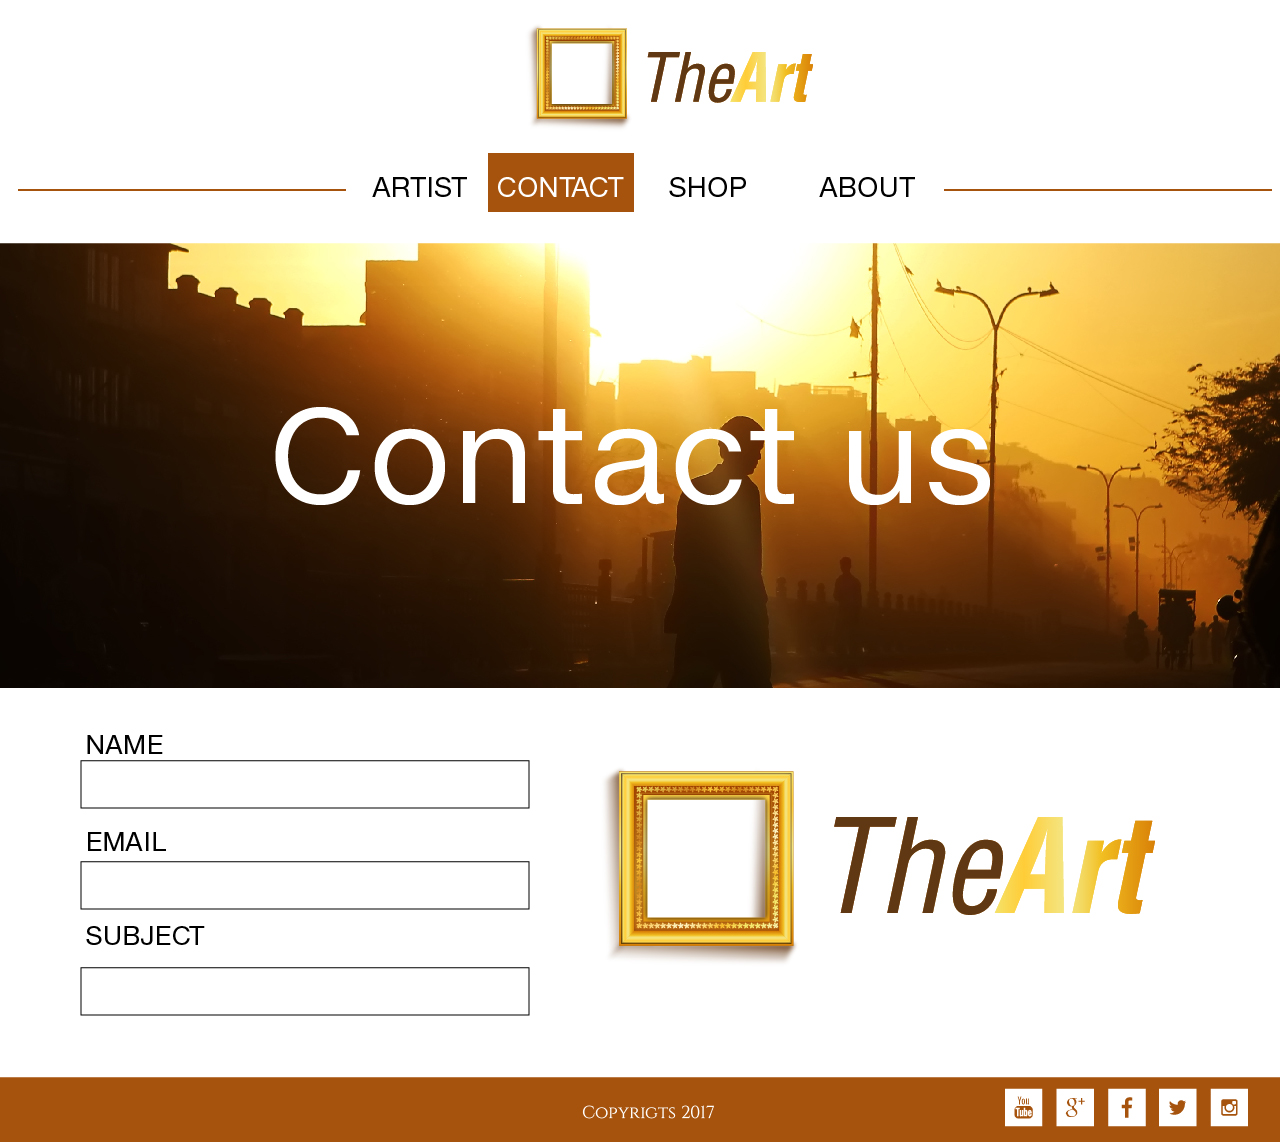 TheArt
ARTIST CONTACT SHOP ABOUT
Contact us
NAME
EMAIL
SUBJECT
TheArt
Copyrigts 2017
You Tube g+ f